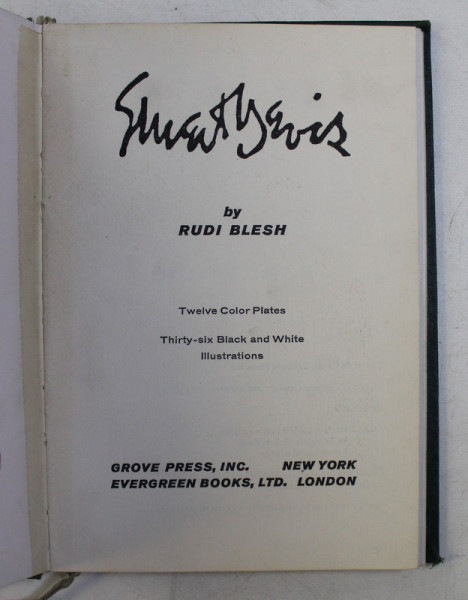 Stuart Davis
by
RUDI BLESH
Twelve Color Plates
Thirty-six Black and White
Illustrations
GROVE PRESS, INC. NEW YORK
EVERGREEN BOOKS, LTD. LONDON